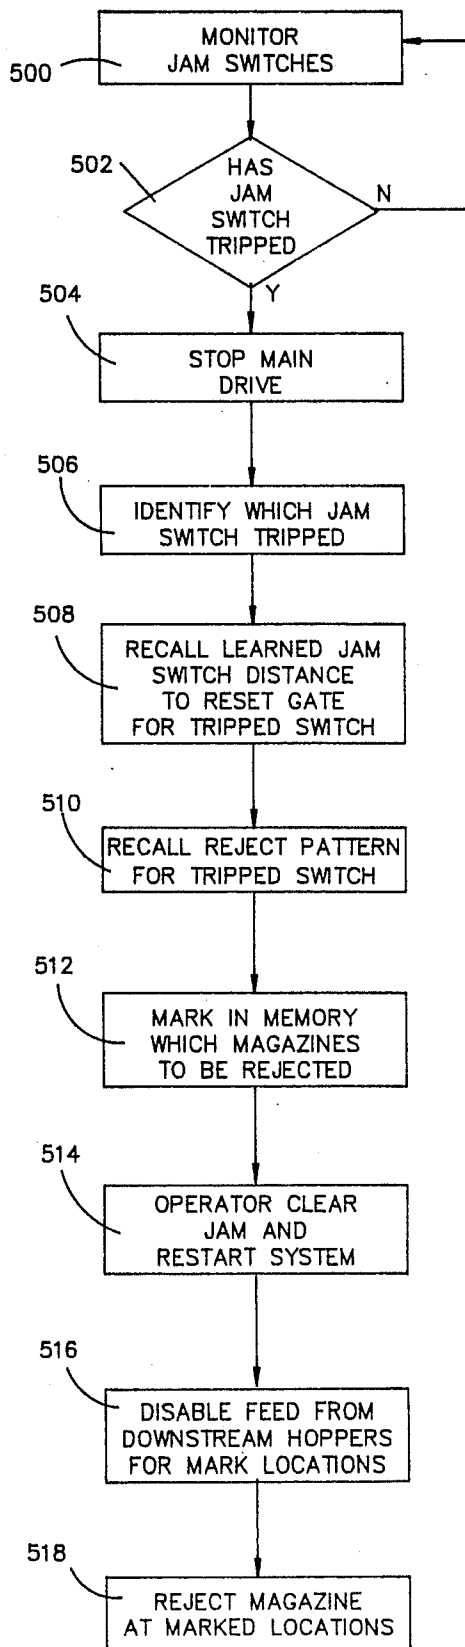 500
MONITOR
JAM SWITCHES
502
HAS
JAM
SWITCH
TRIPPED
N
Y
504
STOP MAIN
DRIVE
506
IDENTIFY WHICH JAM
SWITCH TRIPPED
508
RECALL LEARNED JAM
SWITCH DISTANCE
TO RESET GATE
FOR TRIPPED SWITCH
510
RECALL REJECT PATTERN
FOR TRIPPED SWITCH
512
MARK IN MEMORY
WHICH MAGAZINES
TO BE REJECTED
514
OPERATOR CLEAR
JAM AND
RESTART SYSTEM
516
DISABLE FEED FROM
DOWNSTREAM HOPPERS
FOR MARK LOCATIONS
518
REJECT MAGAZINE
AT MARKED LOCATIONS